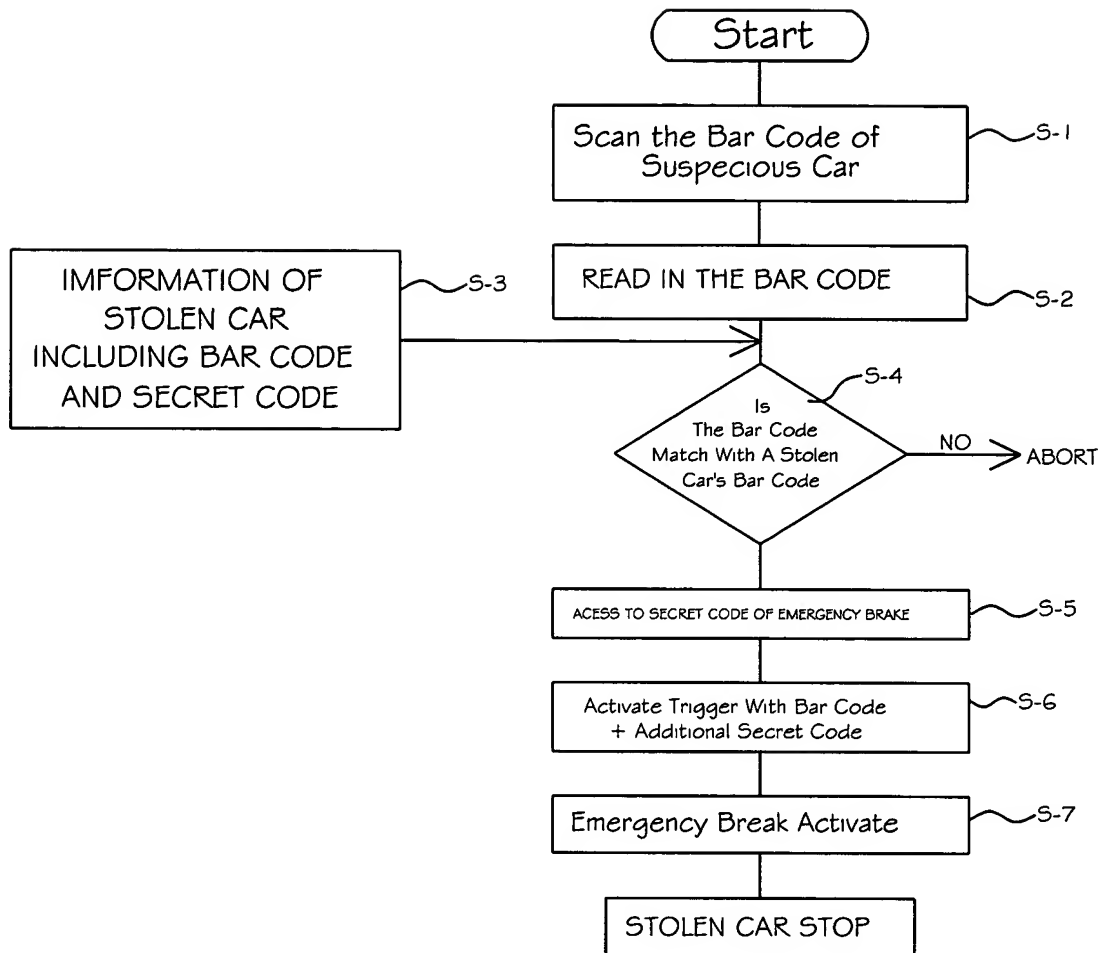 Start
Scan the Bar Code of
Suspecious Car
S-1
READ IN THE BAR CODE
S-2
IMFORMATION OF
STOLEN CAR
INCLUDING BAR CODE
AND SECRET CODE
S-3
Is
The Bar Code
Match With A Stolen
Car's Bar Code
S-4
NO
ABORT
ACESS TO SECRET CODE OF EMERGENCY BRAKE
S-5
Activate Trigger With Bar Code
+ Additional Secret Code
S-6
Emergency Break Activate
S-7
STOLEN CAR STOP